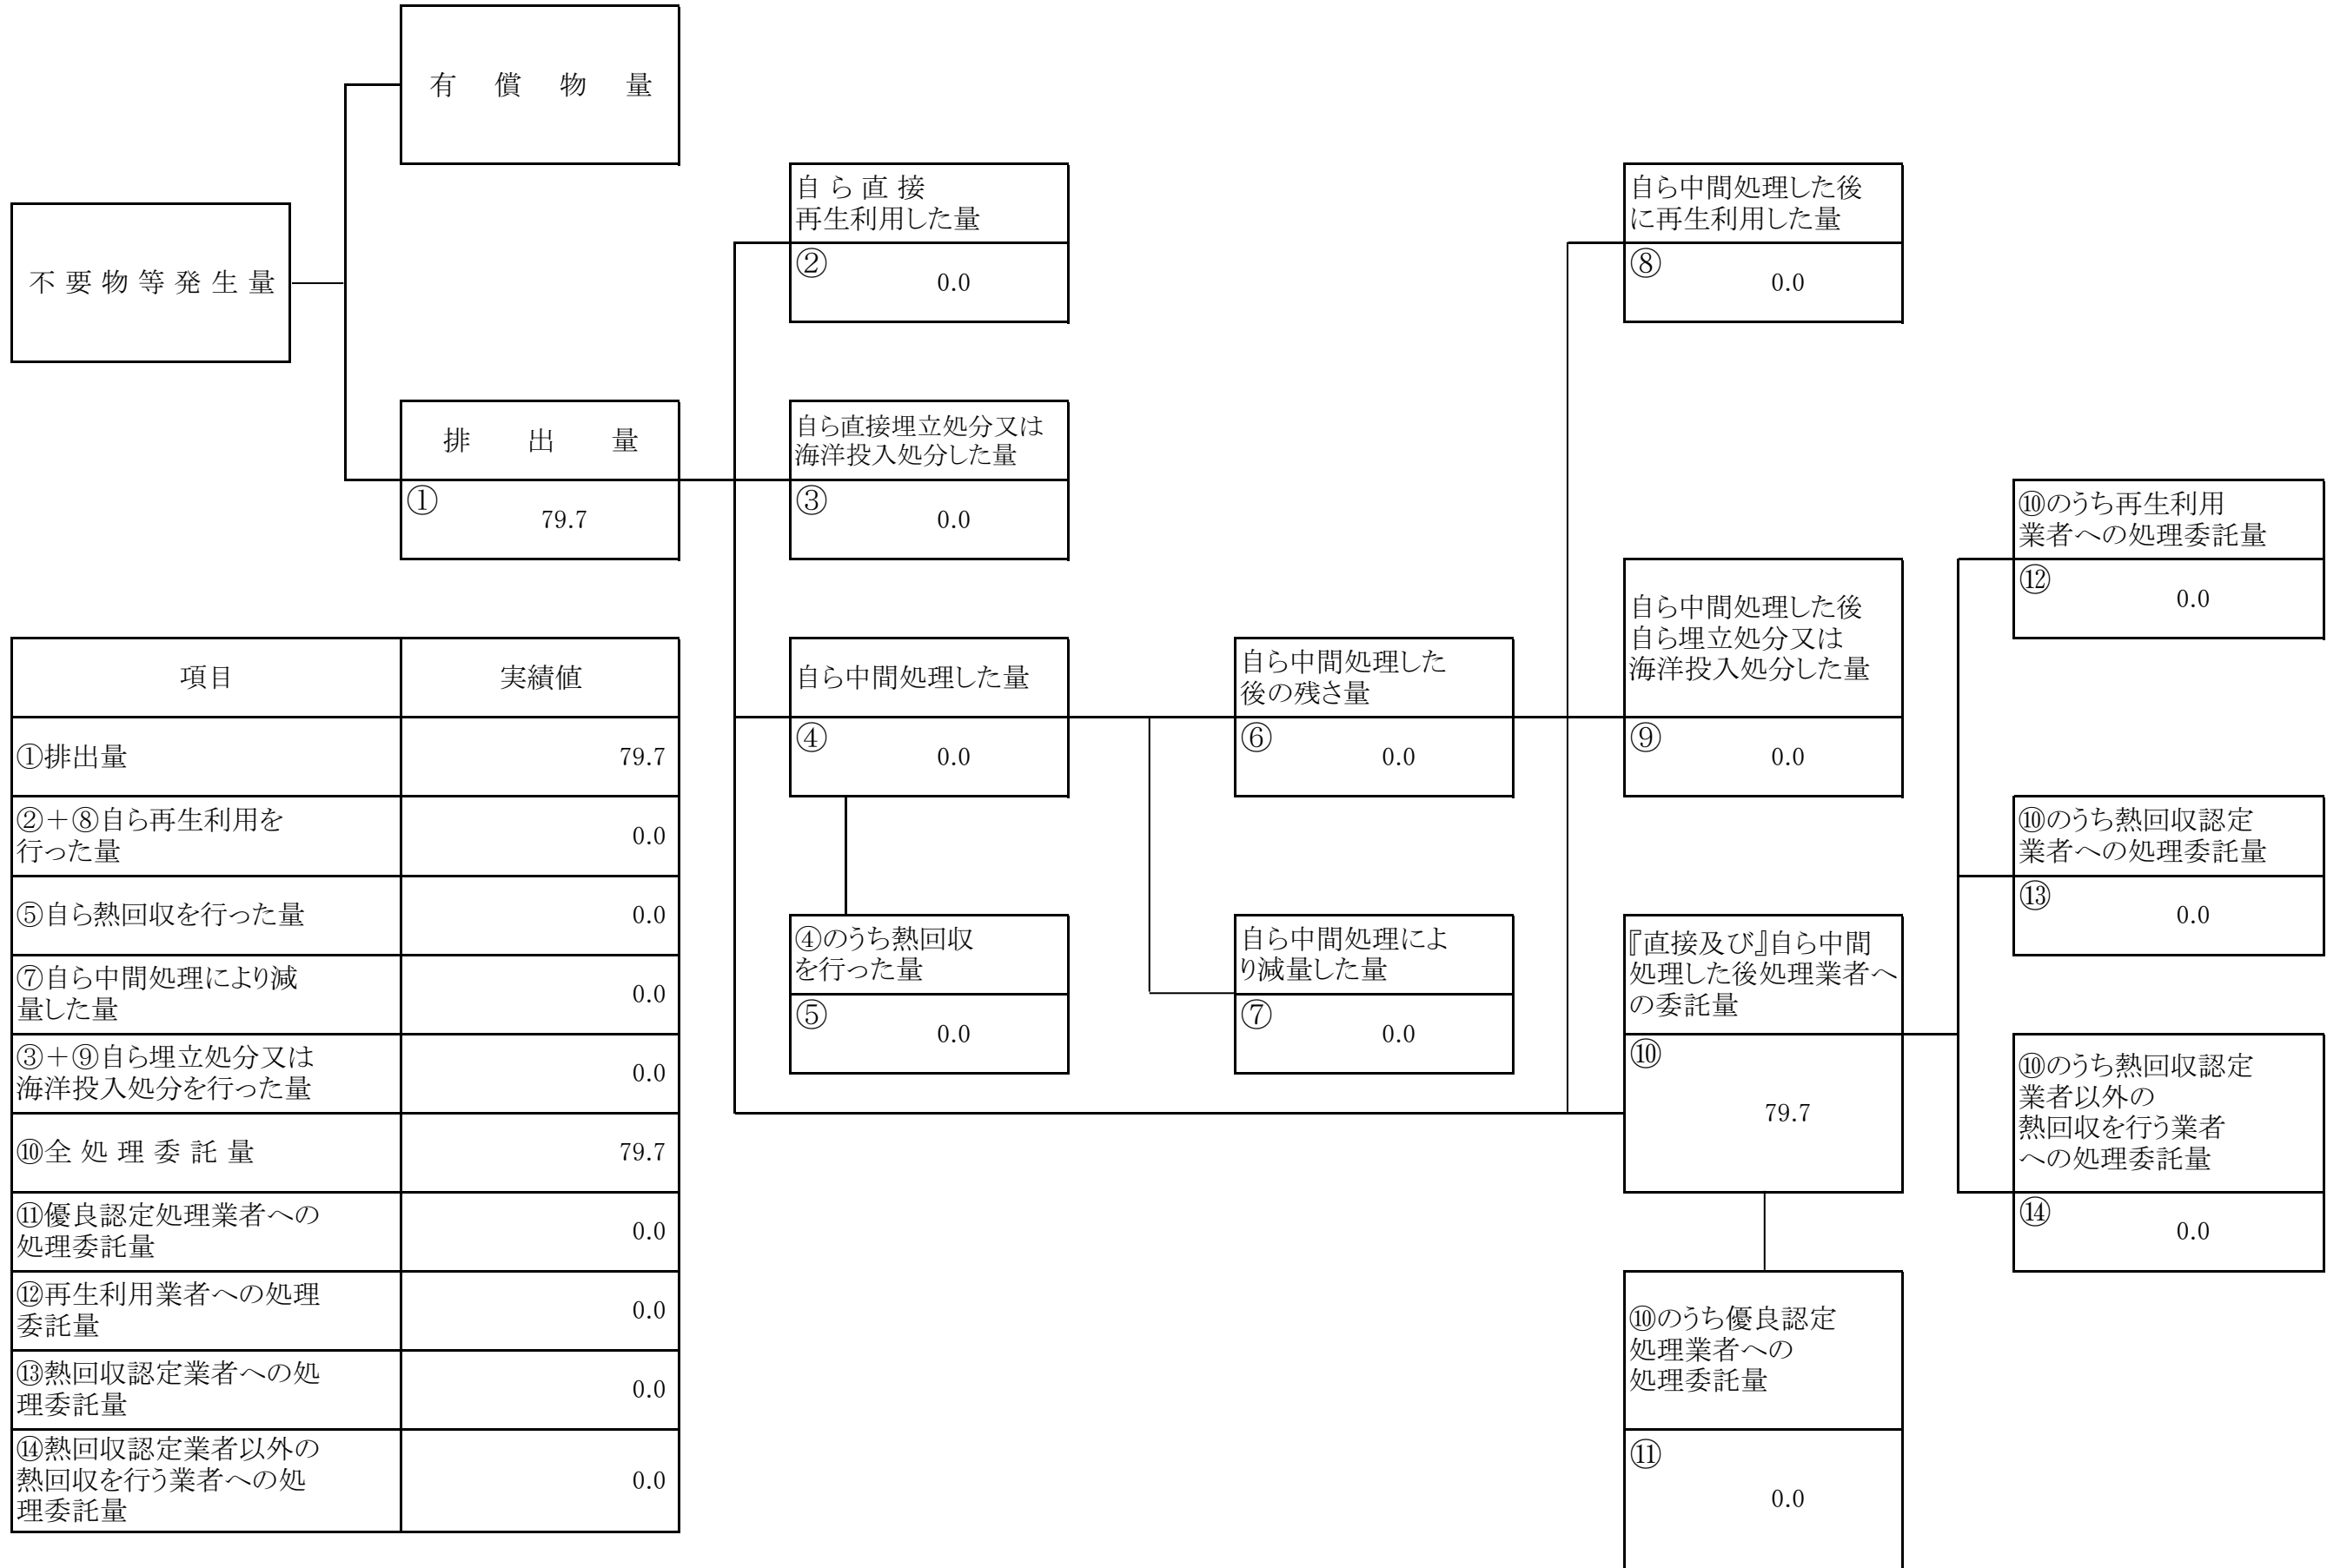 有償物量
不要物等発生量
排出量
①
79.7
自ら直接
再生利用した量
②
0.0
自ら直接埋立処分又は
海洋投入処分した量
③
0.0
自ら中間処理した量
④
0.0
④のうち熱回収
を行った量
⑤
0.0
自ら中間処理した
後の残さ量
⑥
0.0
自ら中間処理によ
り減量した量
⑦
0.0
自ら中間処理した後
に再生利用した量
⑧
0.0
自ら中間処理した後
自ら埋立処分又は
海洋投入処分した量
⑨
0.0
『直接及び』自ら中間
処理した後処理業者へ
の委託量
⑩
79.7
⑩のうち優良認定
処理業者への
処理委託量
⑪
0.0
⑩のうち再生利用
業者への処理委託量
⑫
0.0
⑩のうち熱回収認定
業者への処理委託量
⑬
0.0
⑩のうち熱回収認定
業者以外の
熱回収を行う業者
への処理委託量
⑭
0.0
項目 実績値
①排出量 79.7
②+⑧自ら再生利用を
行った量 0.0
⑤自ら熱回収を行った量 0.0
⑦自ら中間処理により減
量した量 0.0
③+⑨自ら埋立処分又は
海洋投入処分を行った量 0.0
⑩全処理委託量 79.7
⑪優良認定処理業者への
処理委託量 0.0
⑫再生利用業者への処理
委託量 0.0
⑬熱回収認定業者への処
理委託量 0.0
⑭熱回収認定業者以外の
熱回収を行う業者への処
理委託量 0.0